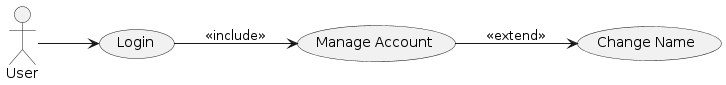 User
Login
«include»
Manage Account
«extend»
Change Name